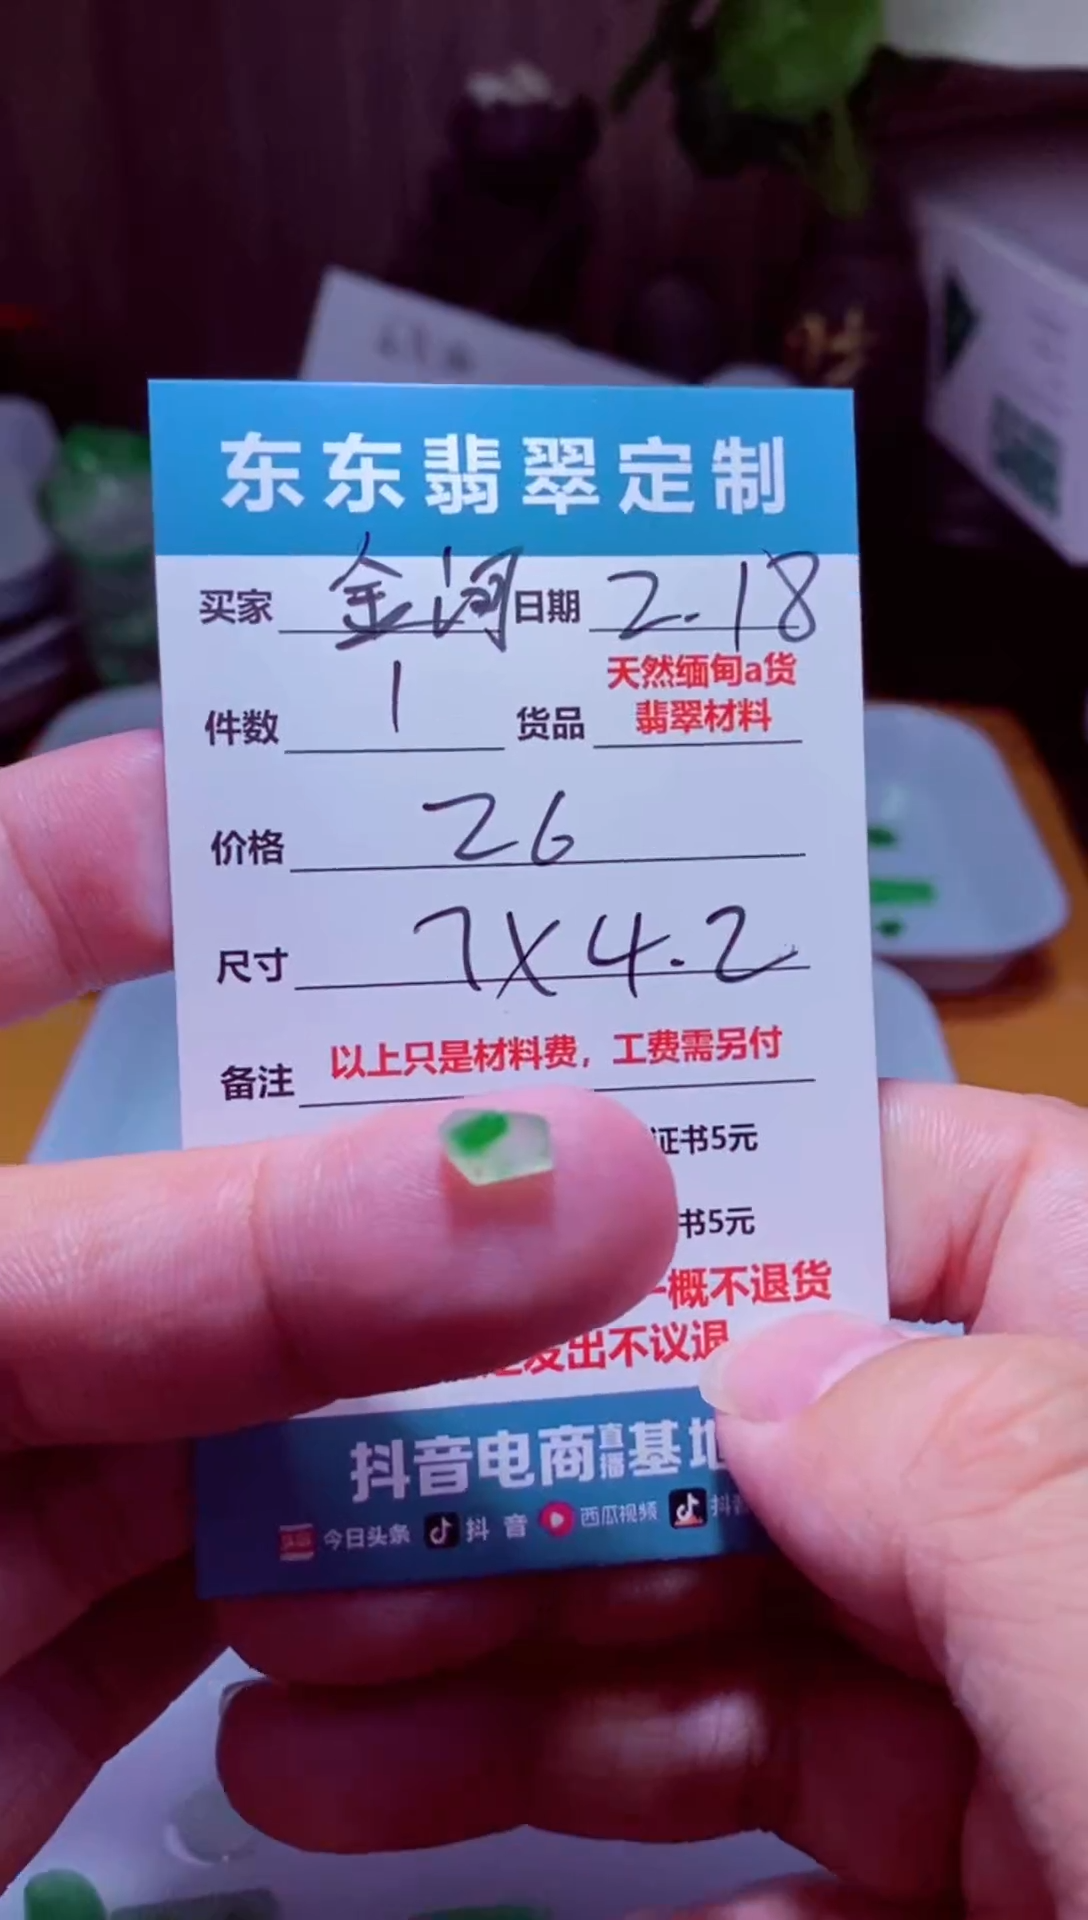 东东翡翠定制
买家 金河 日期 2.18
件数 1 货品 天然缅甸a货
翡翠材料
价格 26
尺寸 7X4.2
备注 以上只是材料费，工费需另付
证书5元
书5元
一概不退货
发出不议退
抖音电商直播基地
今日头条 抖音 西瓜视频 抖音